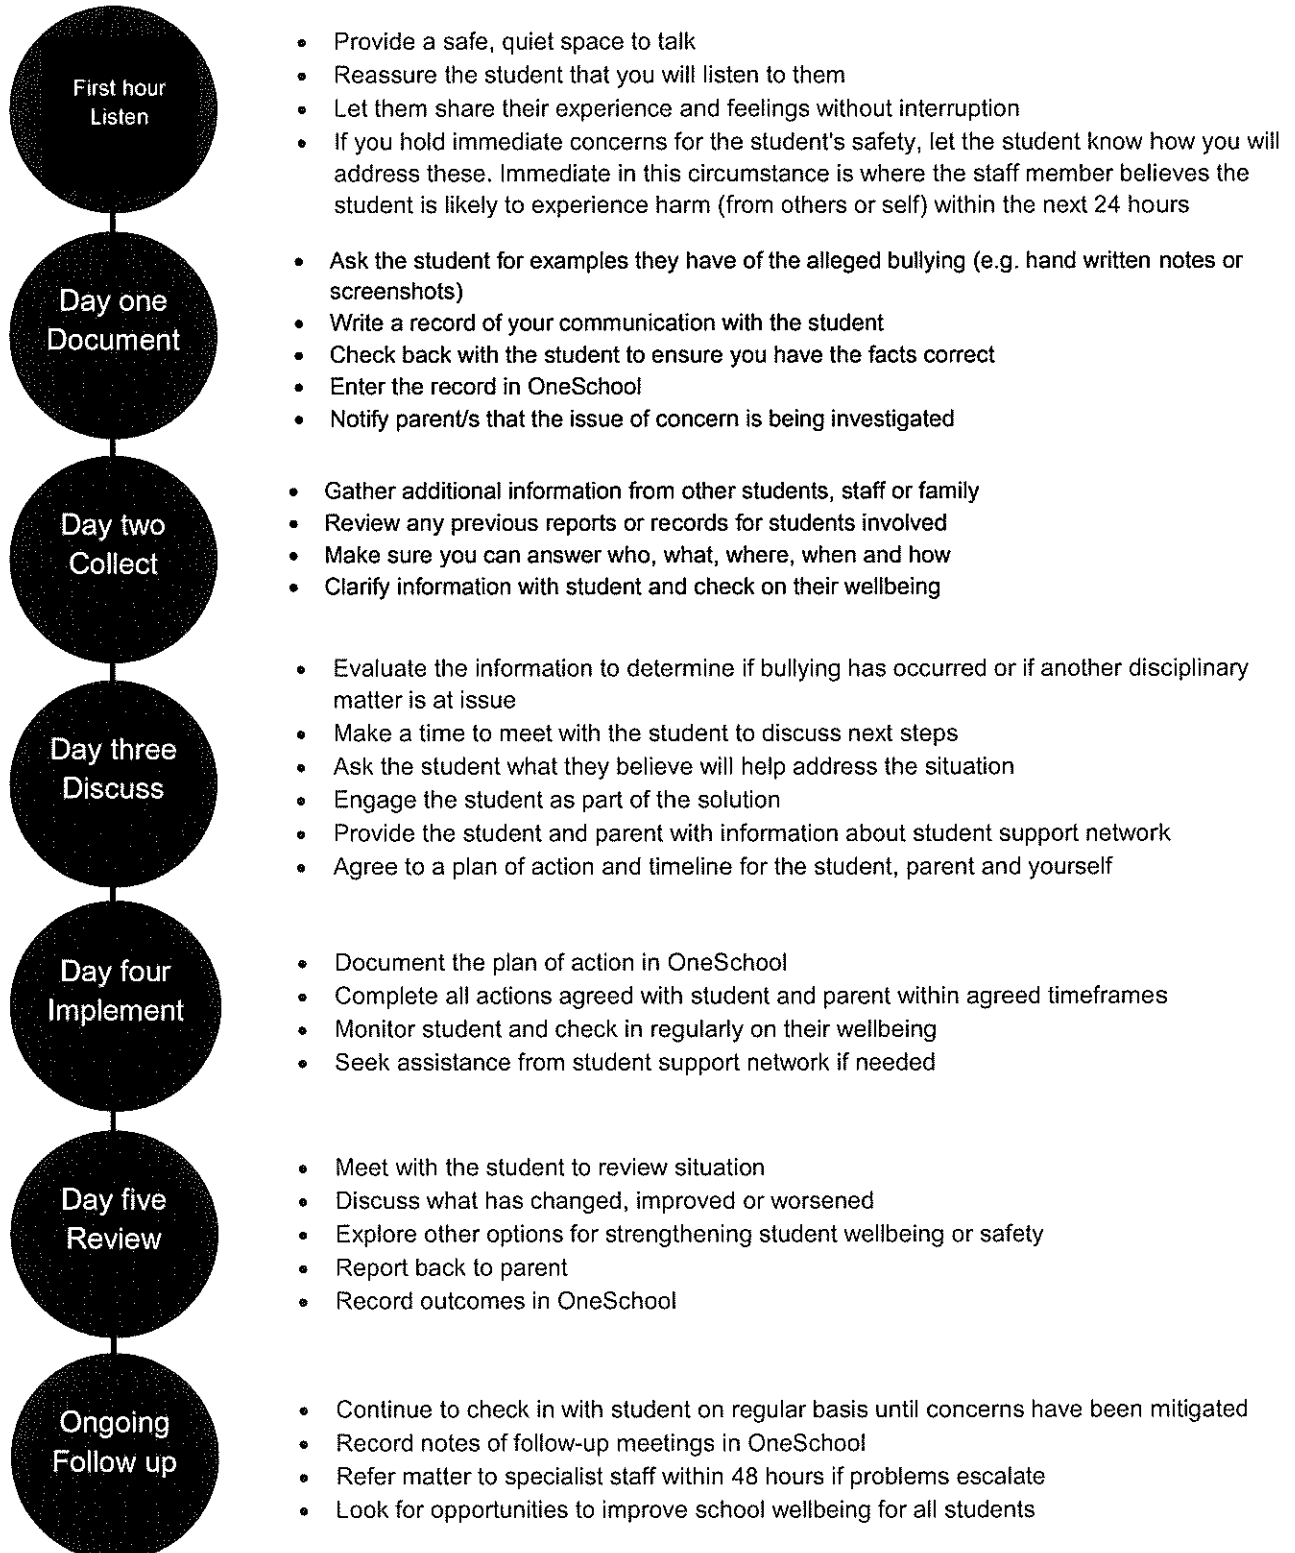 First hour
Listen
• Provide a safe, quiet space to talk
• Reassure the student that you will listen to them
• Let them share their experience and feelings without interruption
• If you hold immediate concerns for the student's safety, let the student know how you will
address these. Immediate in this circumstance is where the staff member believes the
student is likely to experience harm (from others or self) within the next 24 hours
Day one
Document
• Ask the student for examples they have of the alleged bullying (e.g. hand written notes or
screenshots)
• Write a record of your communication with the student
• Check back with the student to ensure you have the facts correct
• Enter the record in OneSchool
• Notify parent/s that the issue of concern is being investigated
Day two
Collect
• Gather additional information from other students, staff or family
• Review any previous reports or records for students involved
• Make sure you can answer who, what, where, when and how
• Clarify information with student and check on their wellbeing
Day three
Discuss
• Evaluate the information to determine if bullying has occurred or if another disciplinary
matter is at issue
• Make a time to meet with the student to discuss next steps
• Ask the student what they believe will help address the situation
• Engage the student as part of the solution
• Provide the student and parent with information about student support network
• Agree to a plan of action and timeline for the student, parent and yourself
Day four
Implement
• Document the plan of action in OneSchool
• Complete all actions agreed with student and parent within agreed timeframes
• Monitor student and check in regularly on their wellbeing
• Seek assistance from student support network if needed
Day five
Review
• Meet with the student to review situation
• Discuss what has changed, improved or worsened
• Explore other options for strengthening student wellbeing or safety
• Report back to parent
• Record outcomes in OneSchool
Ongoing
Follow up
• Continue to check in with student on regular basis until concerns have been mitigated
• Record notes of follow-up meetings in OneSchool
• Refer matter to specialist staff within 48 hours if problems escalate
• Look for opportunities to improve school wellbeing for all students